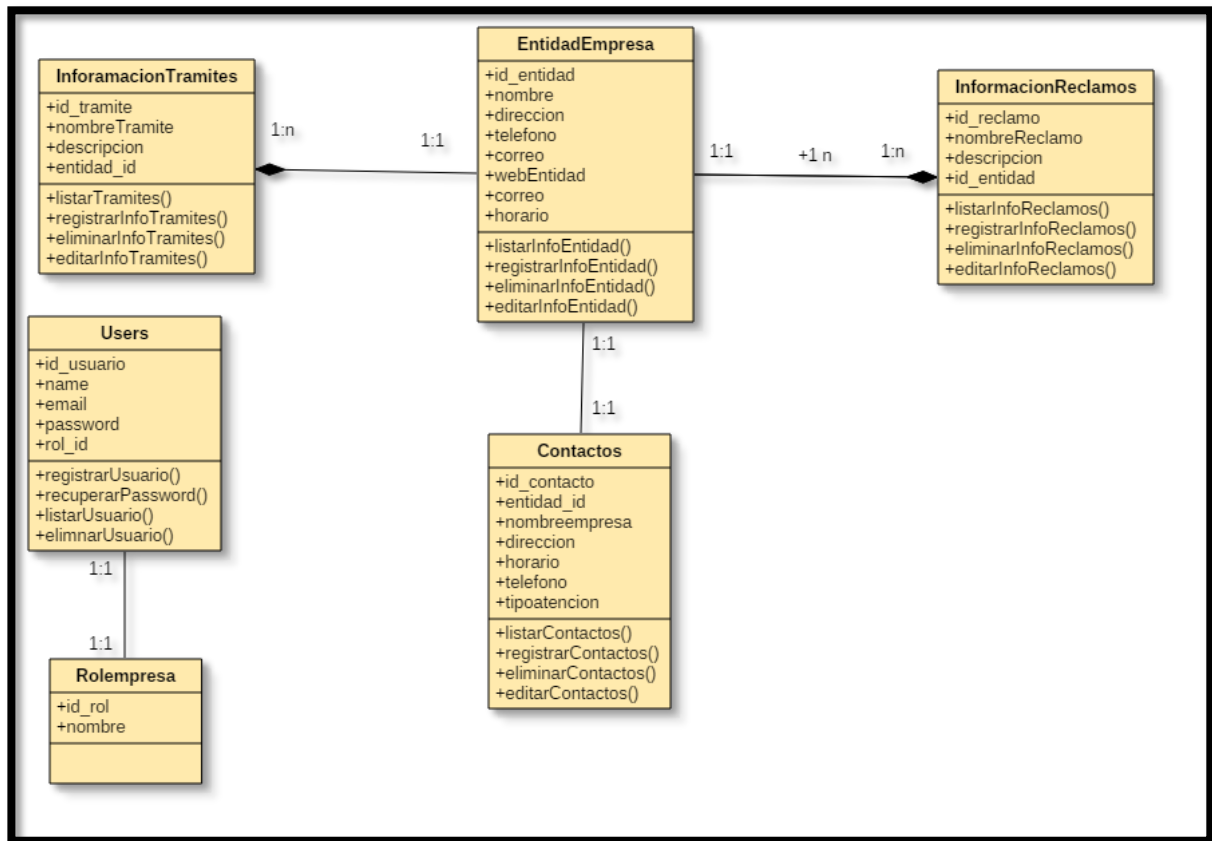 InforamacionTramites
+id_tramite
+nombreTramite
+descripcion
+entidad_id
+listarTramites()
+registrarInfoTramites()
+eliminarInfoTramites()
+editarInfoTramites()
1:n
1:1
EntidadEmpresa
+id_entidad
+nombre
+direccion
+telefono
+correo
+webEntidad
+correo
+horario
+listarInfoEntidad()
+registrarInfoEntidad()
+eliminarInfoEntidad()
+editarInfoEntidad()
1:1
+1 n
1:n
InformacionReclamos
+id_reclamo
+nombreReclamo
+descripcion
+id_entidad
+listarInfoReclamos()
+registrarInfoReclamos()
+eliminarInfoReclamos()
+editarInfoReclamos()
1:1
1:1
Users
+id_usuario
+name
+email
+password
+rol_id
+registrarUsuario()
+recuperarPassword()
+listarUsuario()
+elimnarUsuario()
1:1
1:1
Rolempresa
+id_rol
+nombre
Contactos
+id_contacto
+entidad_id
+nombreempresa
+direccion
+horario
+telefono
+tipoatencion
+listarContactos()
+registrarContactos()
+eliminarContactos()
+editarContactos()